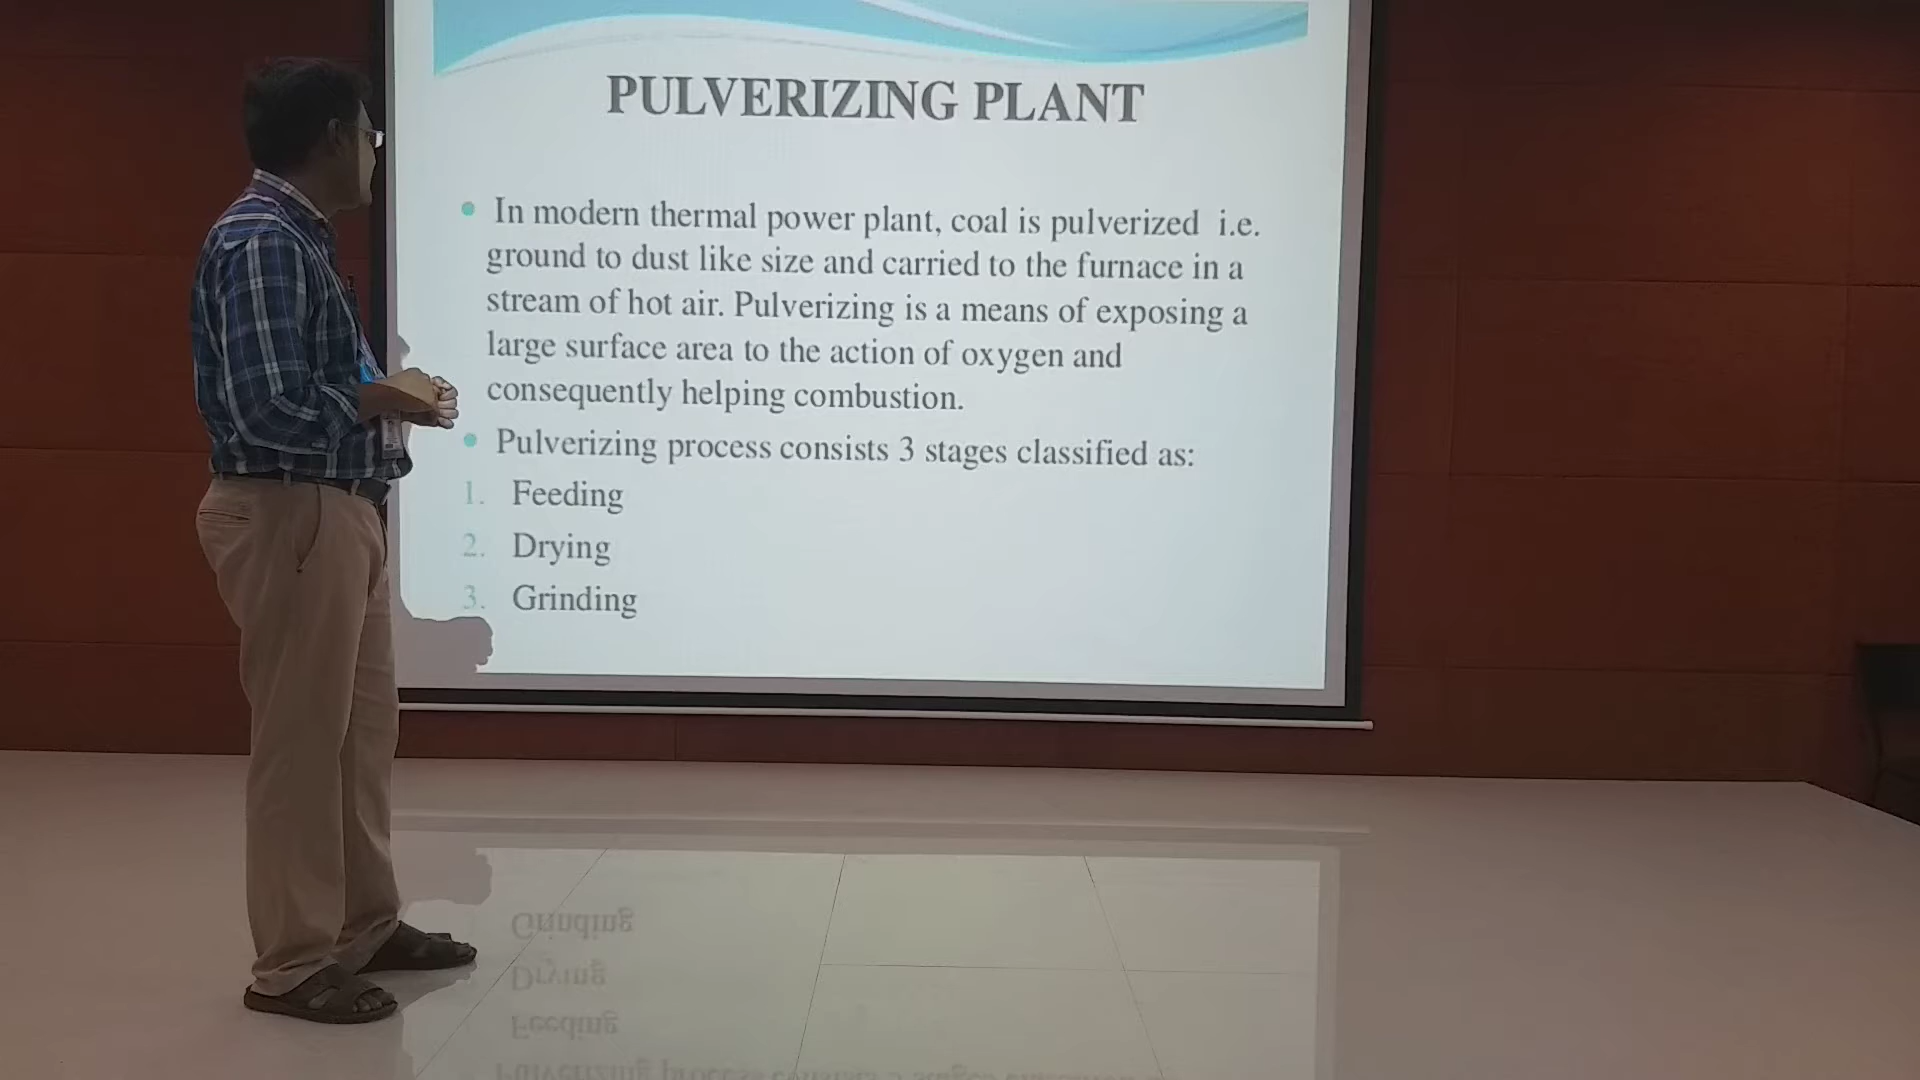 PULVERIZING PLANT
• In modern thermal power plant, coal is pulverized i.e.
ground to dust like size and carried to the furnace in a
stream of hot air. Pulverizing is a means of exposing a
large surface area to the action of oxygen and
consequently helping combustion.
• Pulverizing process consists 3 stages classified as:
1. Feeding
2. Drying
3. Grinding